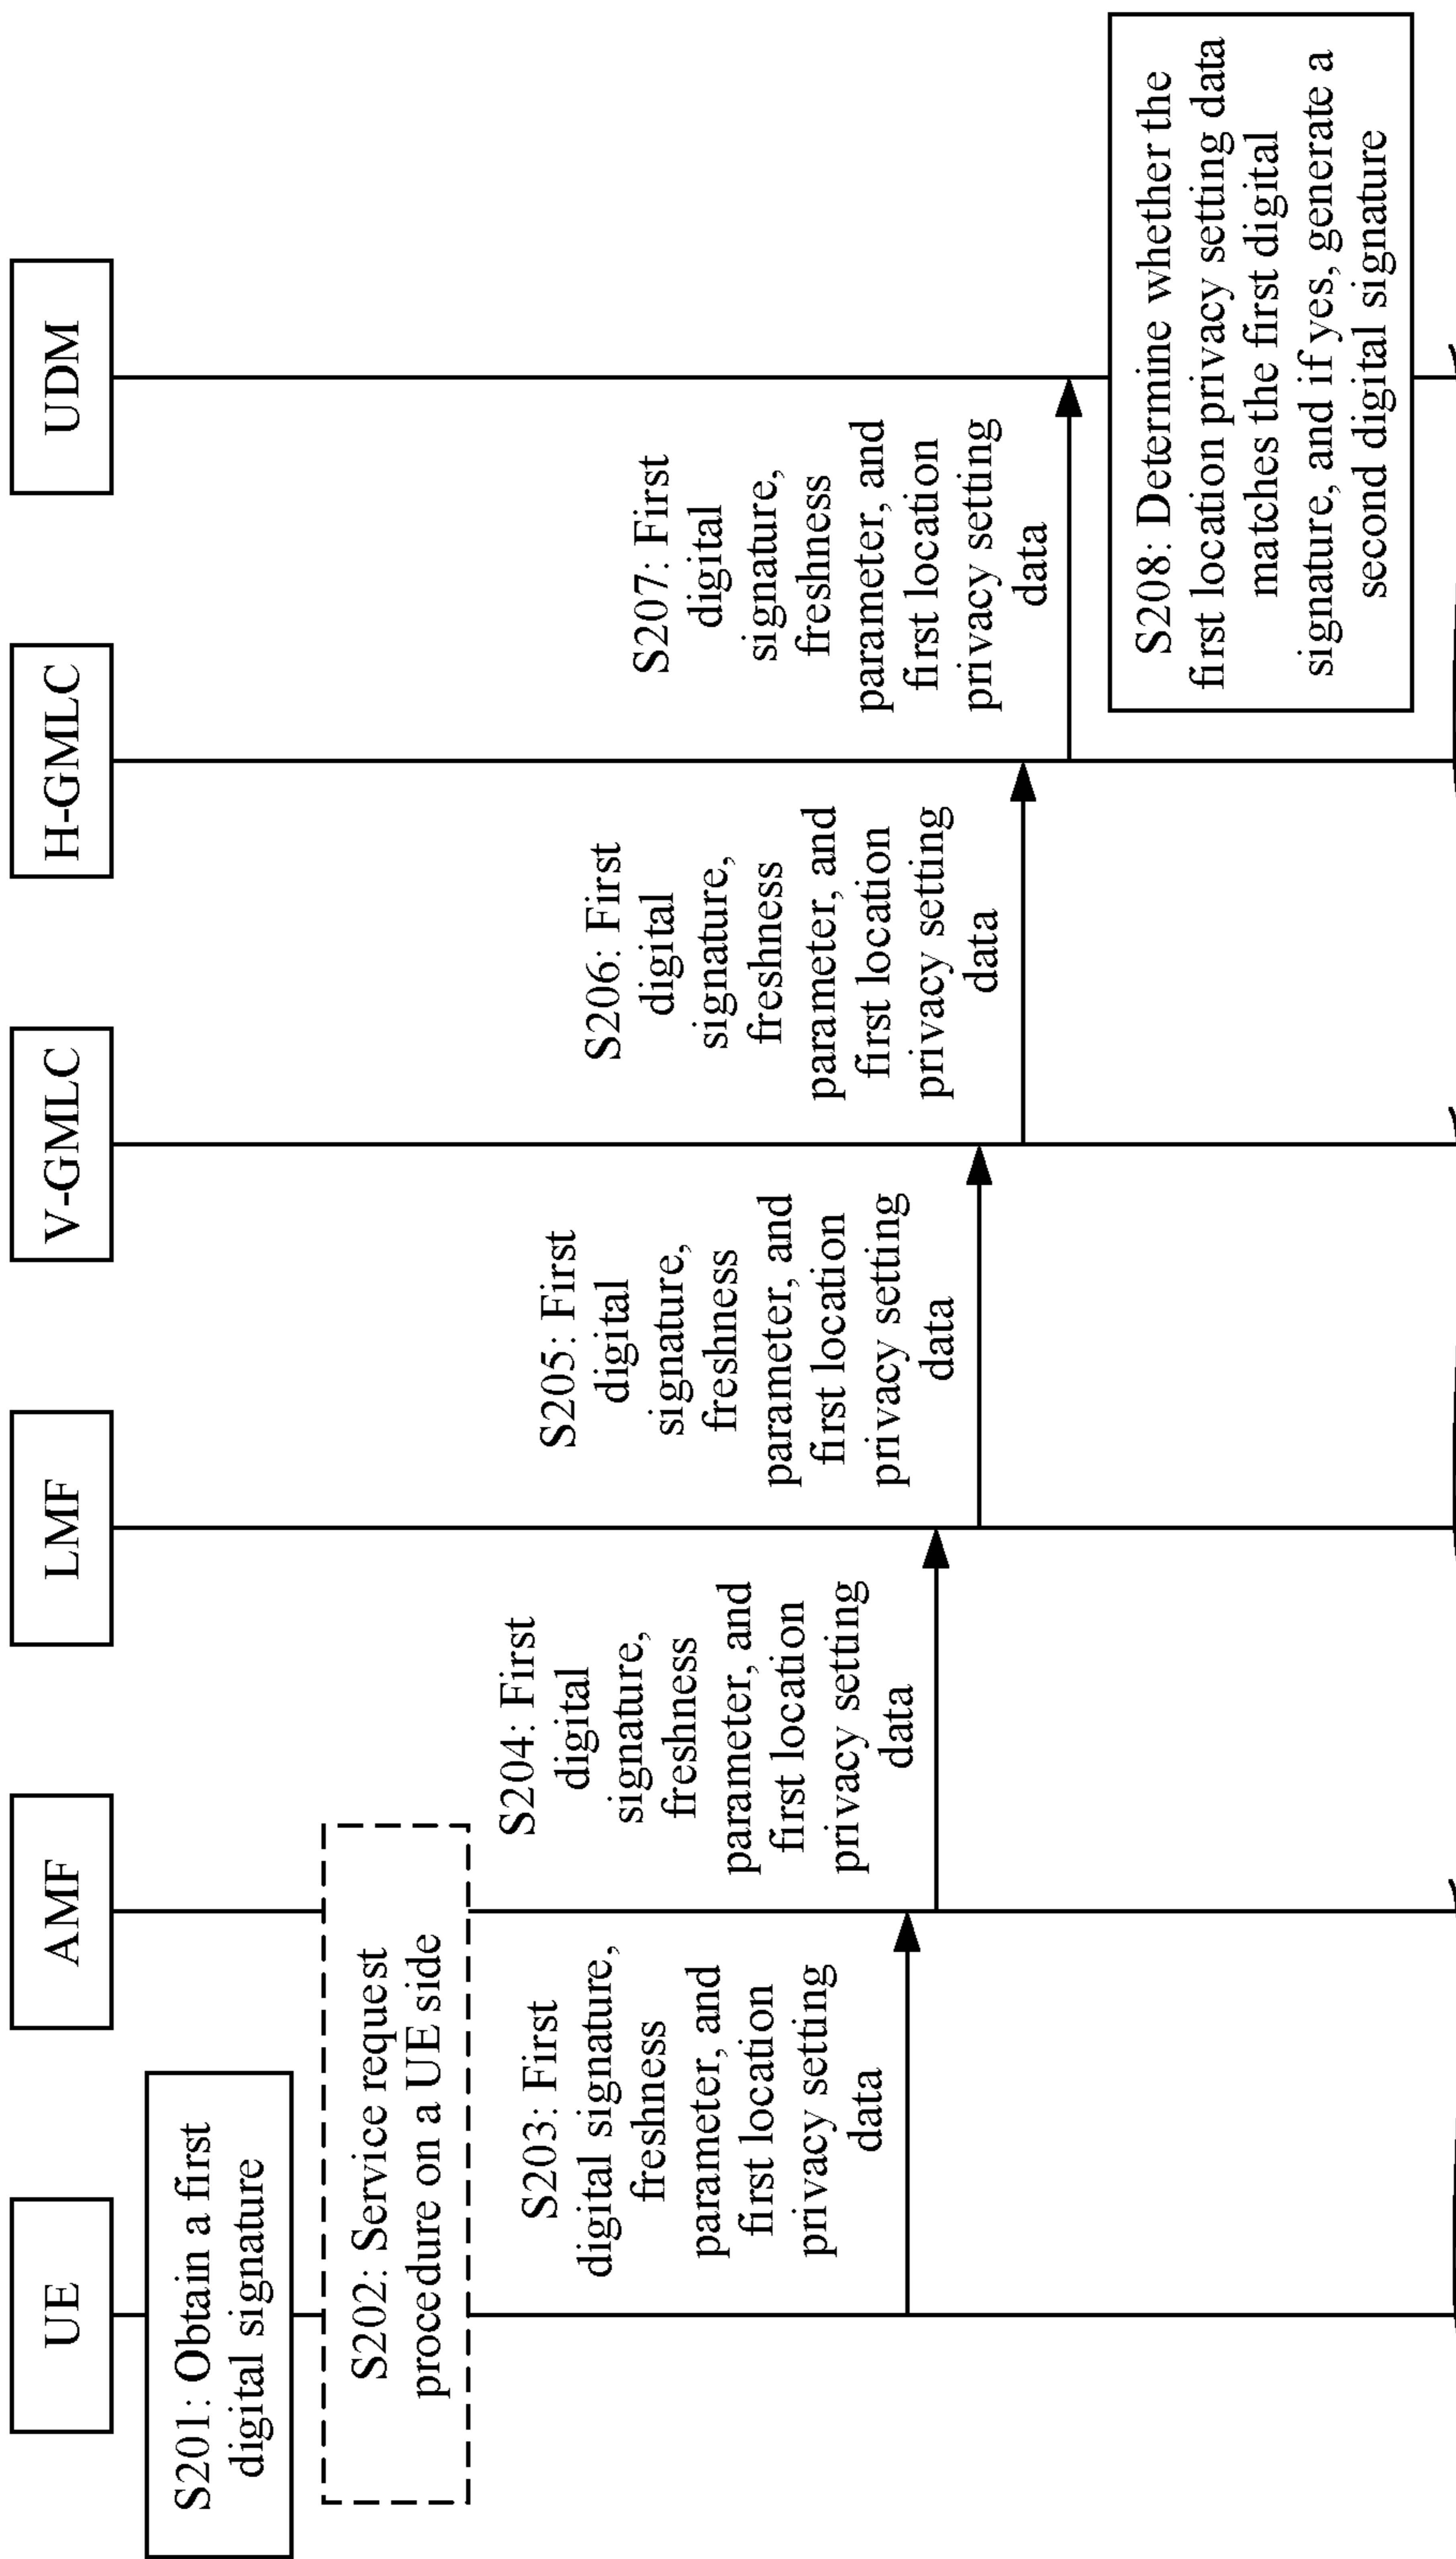 UE
AMF
LMF
V-GMLC
H-GMLC
UDM
S201: Obtain a first
digital signature
S202: Service request
procedure on a UE side
S203: First
digital signature,
freshness
parameter, and
first location
privacy setting
data
S204: First
digital
signature,
freshness
parameter, and
first location
privacy setting
data
S205: First
digital
signature,
freshness
parameter, and
first location
privacy setting
data
S206: First
digital
signature,
freshness
parameter, and
first location
privacy setting
data
S207: First
digital
signature,
freshness
parameter, and
first location
privacy setting
data
S208: Determine whether the
first location privacy setting data
matches the first digital
signature, and if yes, generate a
second digital signature